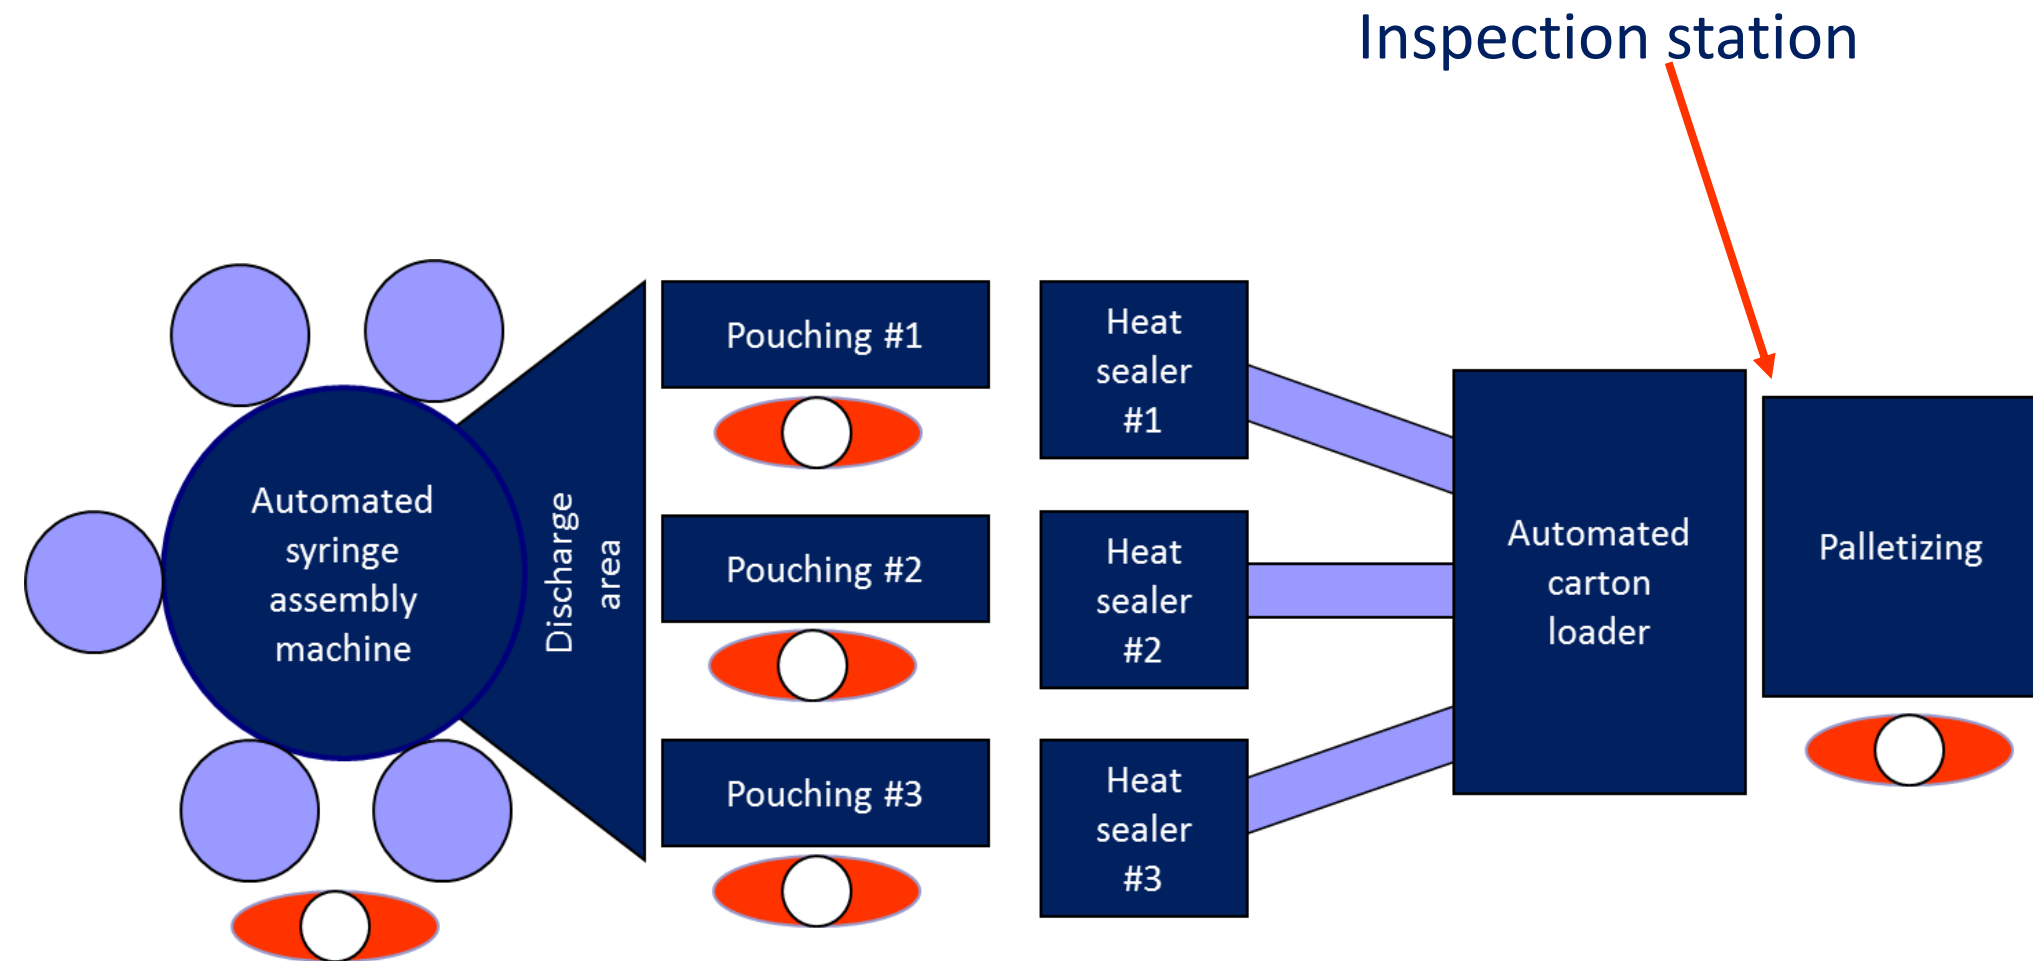 Inspection station
Automated
syringe
assembly
machine
Discharge
area
Pouching #1
Pouching #2
Pouching #3
Heat
sealer
#1
Heat
sealer
#2
Heat
sealer
#3
Automated
carton
loader
Palletizing